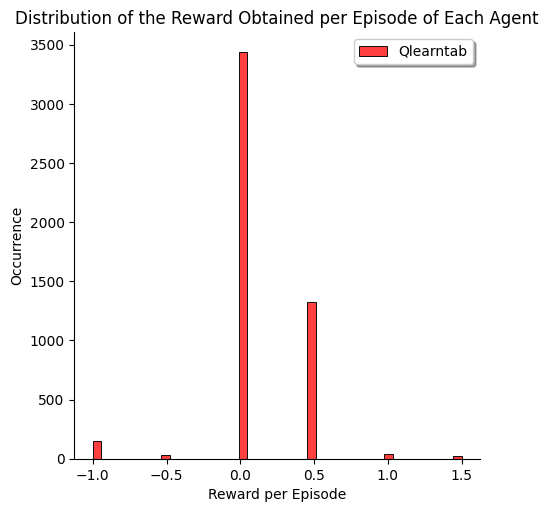 Distribution of the Reward Obtained per Episode of Each Agent
Qlearntab
3500
3000
2500
2000
1500
1000
500
0
Occurrence
−1.0 −0.5 0.0 0.5 1.0 1.5
Reward per Episode